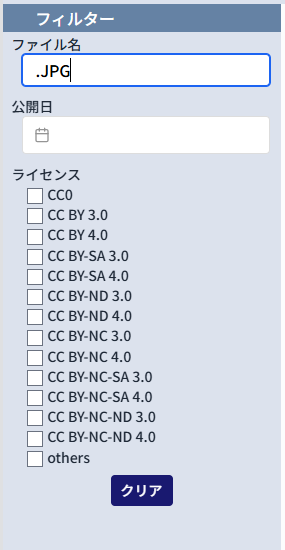 フィルター
ファイル名
.JPG
公開日
ライセンス
CC0
CC BY 3.0
CC BY 4.0
CC BY-SA 3.0
CC BY-SA 4.0
CC BY-ND 3.0
CC BY-ND 4.0
CC BY-NC 3.0
CC BY-NC 4.0
CC BY-NC-SA 3.0
CC BY-NC-SA 4.0
CC BY-NC-ND 3.0
CC BY-NC-ND 4.0
others
クリア